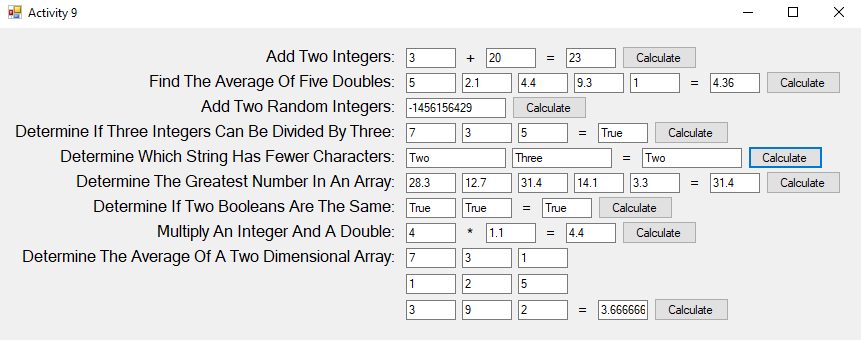 Activity 9
Add Two Integers: 3 + 20 = 23 Calculate
Find The Average Of Five Doubles: 5 2.1 4.4 9.3 1 = 4.36 Calculate
Add Two Random Integers: -1456156429 Calculate
Determine If Three Integers Can Be Divided By Three: 7 3 5 = True Calculate
Determine Which String Has Fewer Characters: Two Three = Two Calculate
Determine The Greatest Number In An Array: 28.3 12.7 31.4 14.1 3.3 = 31.4 Calculate
Determine If Two Booleans Are The Same: True True = True Calculate
Multiply An Integer And A Double: 4 * 1.1 = 4.4 Calculate
Determine The Average Of A Two Dimensional Array: 7 3 1
1 2 5
3 9 2 = 3.666666 Calculate